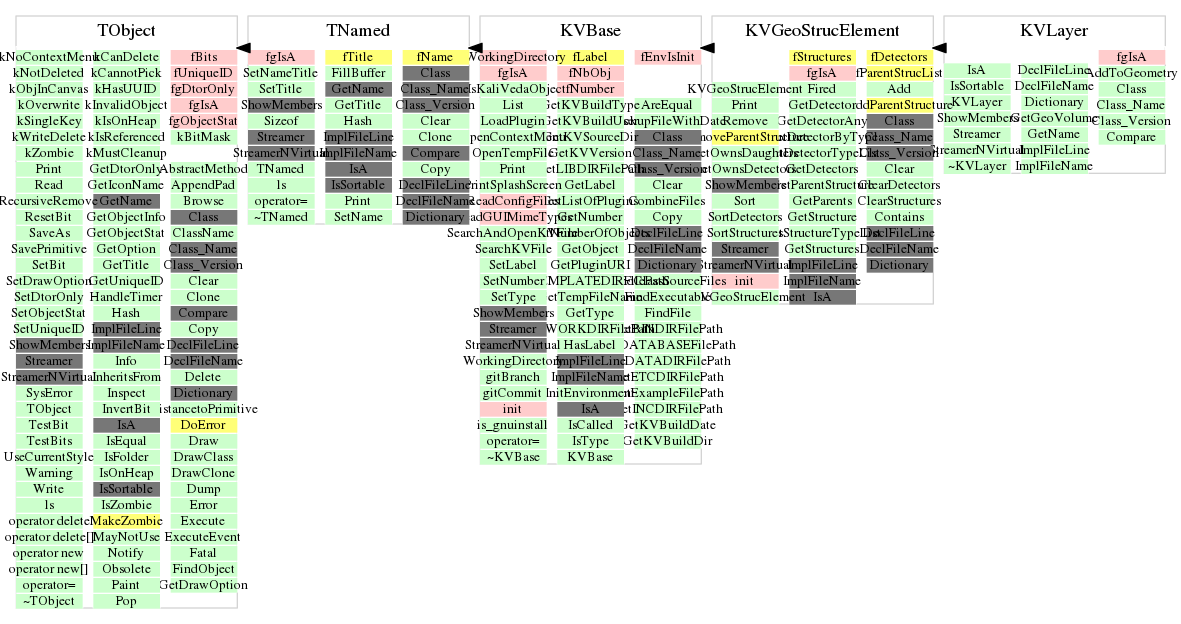 TObject
kNoContextMenu kCanDelete fBits
kNotDeleted kCannotPick fUniqueID
kObjInCanvas kHasUUID fgDtorOnly
kOverwrite kInvalidObject fgIsA
kSingleKey kIsOnHeap fgObjectStat
kWriteDelete kIsReferenced kBitMask
kZombie kMustCleanup
Print GetDtorOnly AbstractMethod
Read GetIconName AppendPad
RecursiveRemove GetName Browse
ResetBit GetObjectInfo Class
SaveAs GetObjectStat ClassName
SavePrimitive GetOption Class_Name
SetBit GetTitle Class_Version
SetDrawOption GetUniqueID Clear
SetDtorOnly HandleTimer Clone
SetObjectStat Hash Compare
SetUniqueID ImplFileLine Copy
ShowMembers ImplFileName DeclFileLine
Streamer Info DeclFileName
StreamerNVirtual InheritsFrom Delete
SysError Inspect Dictionary
TObject InvertBit istancetoPrimitive
TestBit IsA DoError
TestBits IsEqual Draw
UseCurrentStyle IsFolder DrawClass
Warning IsOnHeap DrawClone
Write IsSortable Dump
ls IsZombie Error
operator delete MakeZombie Execute
operator delete[] MayNotUse ExecuteEvent
operator new Notify Fatal
operator new[] Obsolete FindObject
operator= Paint GetDrawOption
~TObject Pop
TNamed
fgIsA fTitle fName
SetNameTitle FillBuffer Class
SetTitle GetName Class_Name
ShowMembers GetTitle Class_Version
Sizeof Hash Clear
Streamer ImplFileLine Clone
StreamerNVirtual ImplFileName Compare
TNamed IsA Copy
ls IsSortable DeclFileLine
operator= Print DeclFileName
~TNamed SetName Dictionary
KVBase
WorkingDirectory fLabel fEnvIsInit
fgIsA fNbObj
IsKaliVedaObject fNumber
List GetKVBuildType AreEqual
LoadPlugin GetKVBuildUser BackupFileWithDate
OpenContextMenu GetKVSourceDir Class
OpenTempFile GetKVVersion Class_Name
Print GetLIBDIRFilePath Class_Version
PrintSplashScreen GetLabel Clear
ReadConfigFiles GetListOfPlugins CombineFiles
ReadGUIMimeTypes GetNumber Copy
SearchAndOpenKVFile GetNumberOfObjects DeclFileLine
SearchKVFile GetObject DeclFileName
SetLabel GetPluginURI Dictionary
SetNumber
SetType GetTempFileName FindExecutable
ShowMembers GetType FindFile
Streamer
StreamerNVirtual HasLabel DATABASEFilePath
WorkingDirectory ImplFileLine DATADIRFilePath
gitBranch ImplFileName ETCDIRFilePath
gitCommit InitEnvironment ExampleFilePath
init IsA INCDIRFilePath
is_gnuinstall IsCalled GetKVBuildDate
operator= IsType GetKVBuildDir
~KVBase KVBase
KVGeoStrucElement
fStructures fDetectors
fgIsA fParentStrucList
KVGeoStrucElement Fired Add
Print GetDetector AddParentStructure
Remove GetDetectorAny Class
RemoveParentStructure GetDetectorByType Class_Name
GetDetectorTypeList Class_Version
GetDetectors Clear
ShowMembers GetParentStructure ClearDetectors
Sort GetParents ClearStructures
SortDetectors GetStructure Contains
SortStructures GetStructureTypeList DeclFileLine
Streamer GetStructures DeclFileName
StreamerNVirtual ImplFileLine Dictionary
init ImplFileName
~KVGeoStrucElement IsA
KVLayer
fgIsA
IsA DeclFileLine AddToGeometry
IsSortable DeclFileName Class
KVLayer Dictionary Class_Name
ShowMembers GetGeoVolume Class_Version
Streamer GetName Compare
StreamerNVirtual ImplFileLine
~KVLayer ImplFileName